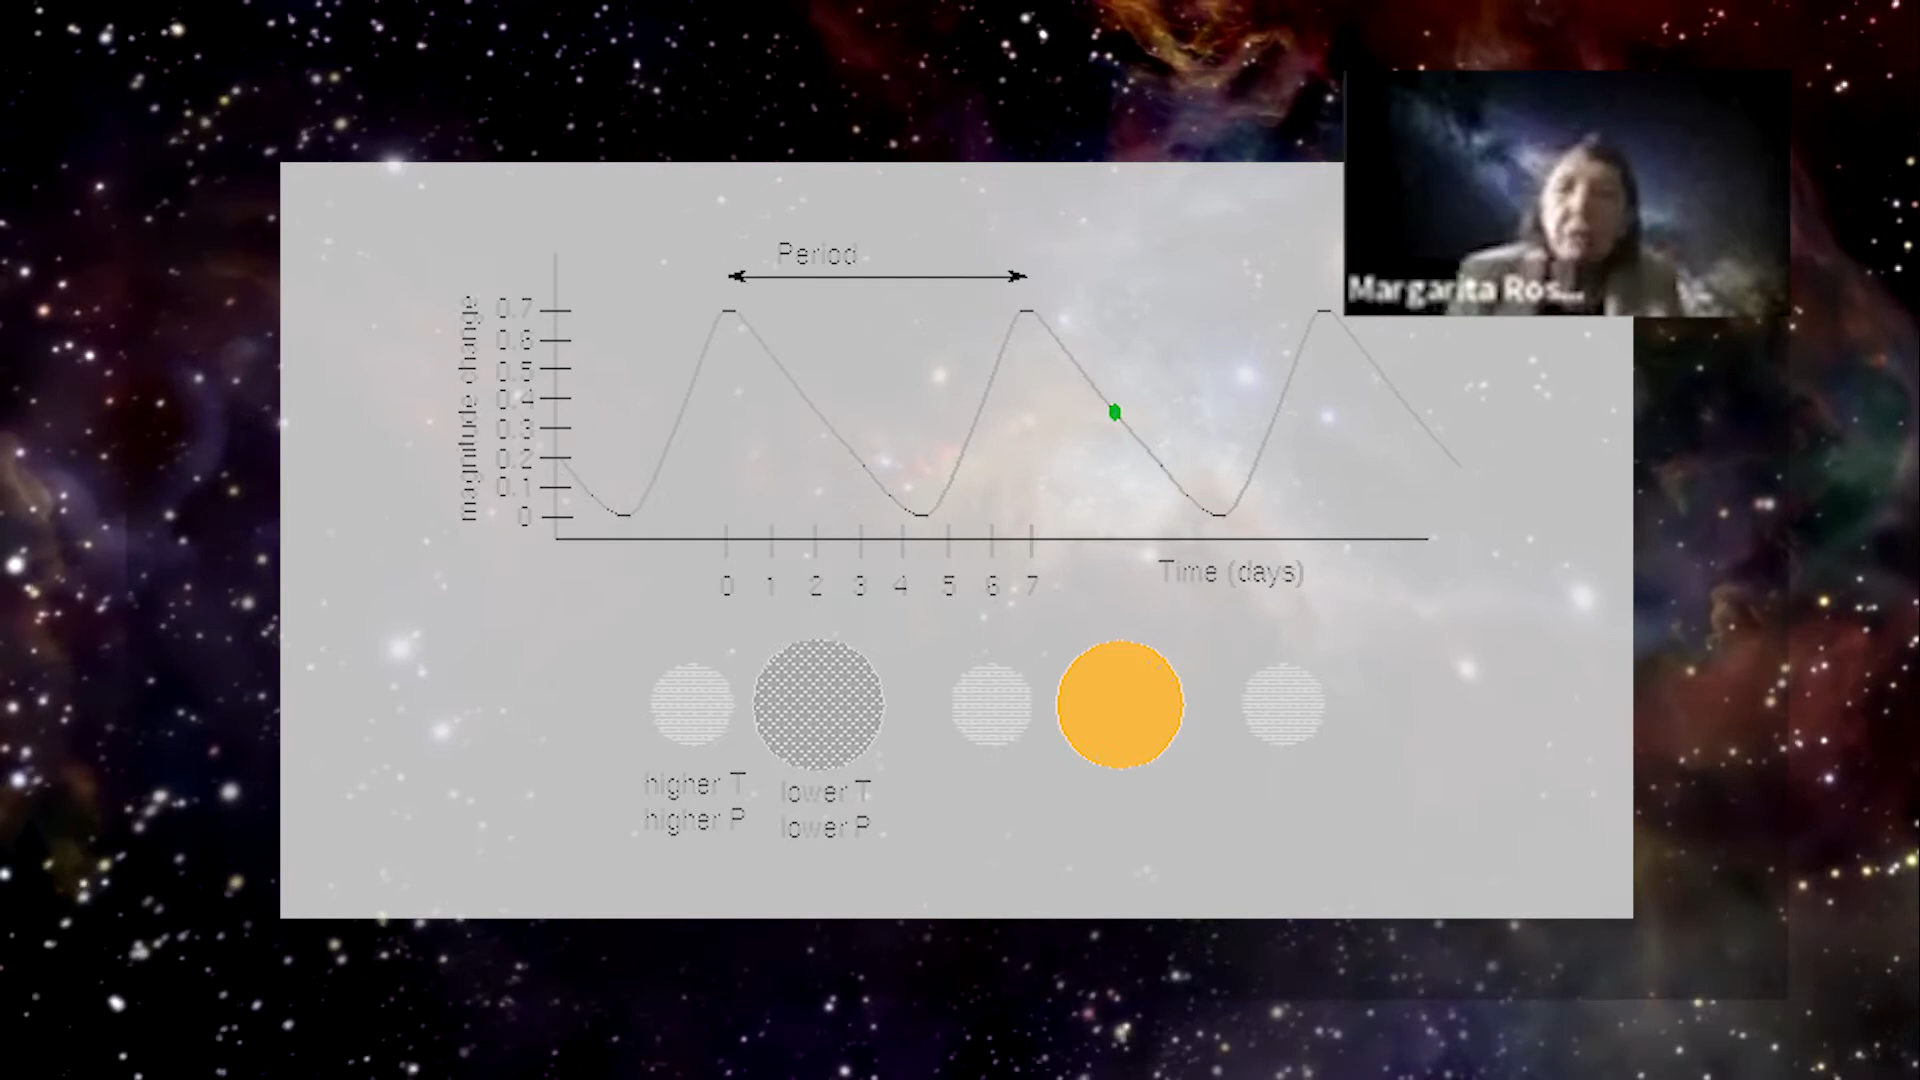 Period
magnitude change
0.7
0.6
0.5
0.4
0.3
0.2
0.1
0
0 1 2 3 4 5 6 7
Time (days)
higher T
higher P
lower T
lower P
Margarita Ros...